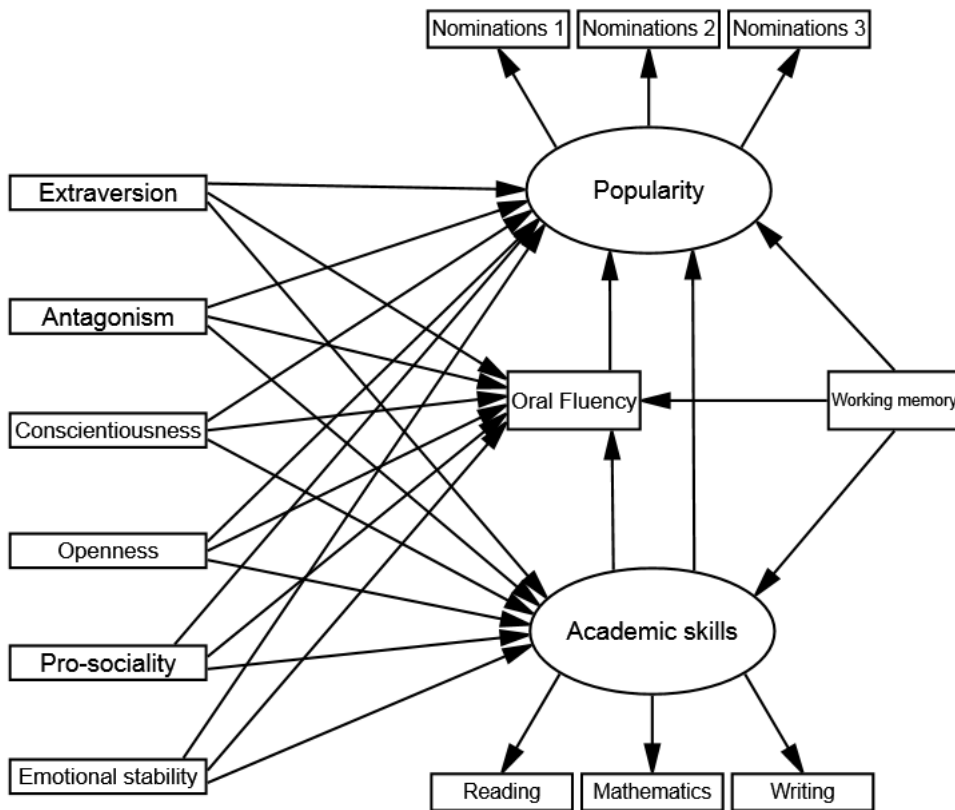 Nominations 1
Nominations 2
Nominations 3
Popularity
Extraversion
Antagonism
Conscientiousness
Openness
Pro-sociality
Emotional stability
Oral Fluency
Working memory
Academic skills
Reading
Mathematics
Writing